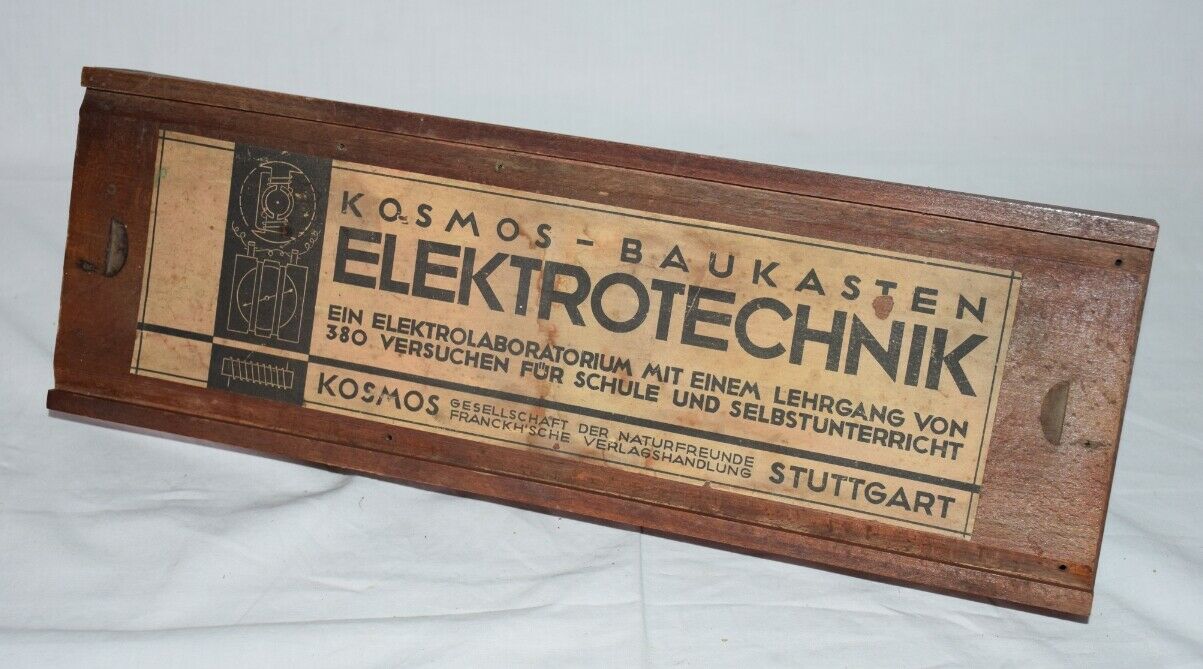 KOSMOS - BAUKASTEN
ELEKTROTECHNIK
EIN ELEKTROLABORATORIUM MIT EINEM LEHRGANG VON
380 VERSUCHEN FÜR SCHULE UND SELBSTUNTERRICHT
KOSMOS GESELLSCHAFT DER NATURFREUNDE
FRANCKH'SCHE VERLAGSHANDLUNG STUTTGART